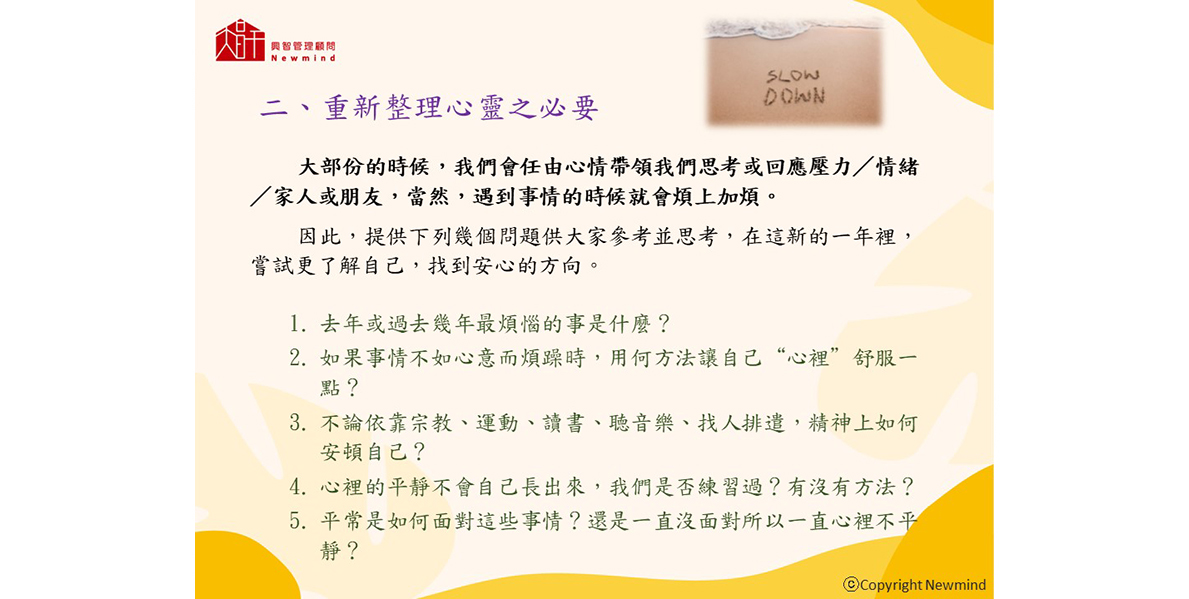 興智管理顧問
Newmind
SLOW
DOWN
二、重新整理心靈之必要
大部份的時候，我們會任由心情帶領我們思考或回應壓力／情緒
／家人或朋友，當然，遇到事情的時候就會煩上加煩。
因此，提供下列幾個問題供大家參考並思考，在這新的一年裡，
嘗試更了解自己，找到安心的方向。
1. 去年或過去幾年最煩惱的事是什麼？
2. 如果事情不如心意而煩躁時，用何方法讓自己“心裡”舒服一
點？
3. 不論依靠宗教、運動、讀書、聽音樂、找人排遣，精神上如何
安頓自己？
4. 心裡的平靜不會自己長出來，我們是否練習過？有沒有方法？
5. 平常是如何面對這些事情？還是一直沒面對所以一直心裡不平
靜？
ⓒCopyright Newmind